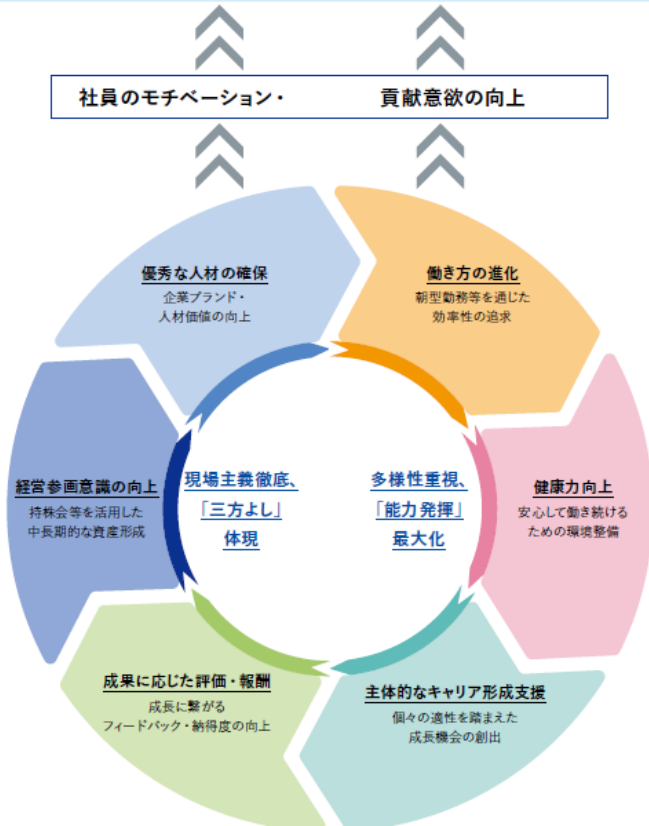 社員のモチベーション・　貢献意欲の向上
優秀な人材の確保
企業ブランド・
人材価値の向上
働き方の進化
朝型勤務等を通じた
効率性の追求
経営参画意識の向上
持株会等を活用した
中長期的な資産形成
現場主義徹底、
「三方よし」
体現
多様性重視、
「能力発揮」
最大化
健康力向上
安心して働き続ける
ための環境整備
成果に応じた評価・報酬
成長に繋がる
フィードバック・納得度の向上
主体的なキャリア形成支援
個々の適性を踏まえた
成長機会の創出